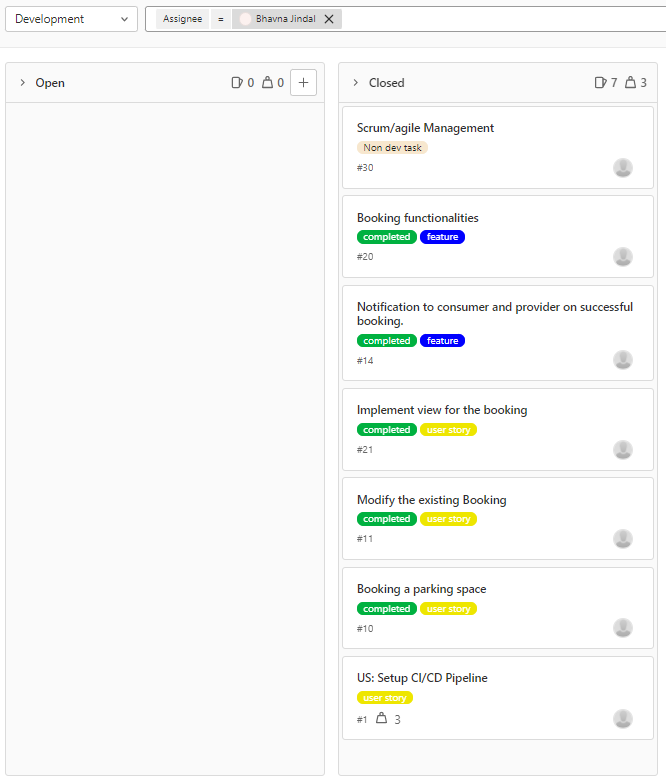 Development
Assignee = Bhavna Jindal
Open 0 0
Closed 7 3
Scrum/agile Management
Non dev task
#30
Booking functionalities
completed feature
#20
Notification to consumer and provider on successful
booking.
completed feature
#14
Implement view for the booking
completed user story
#21
Modify the existing Booking
completed user story
#11
Booking a parking space
completed user story
#10
US: Setup CI/CD Pipeline
user story
#1 3